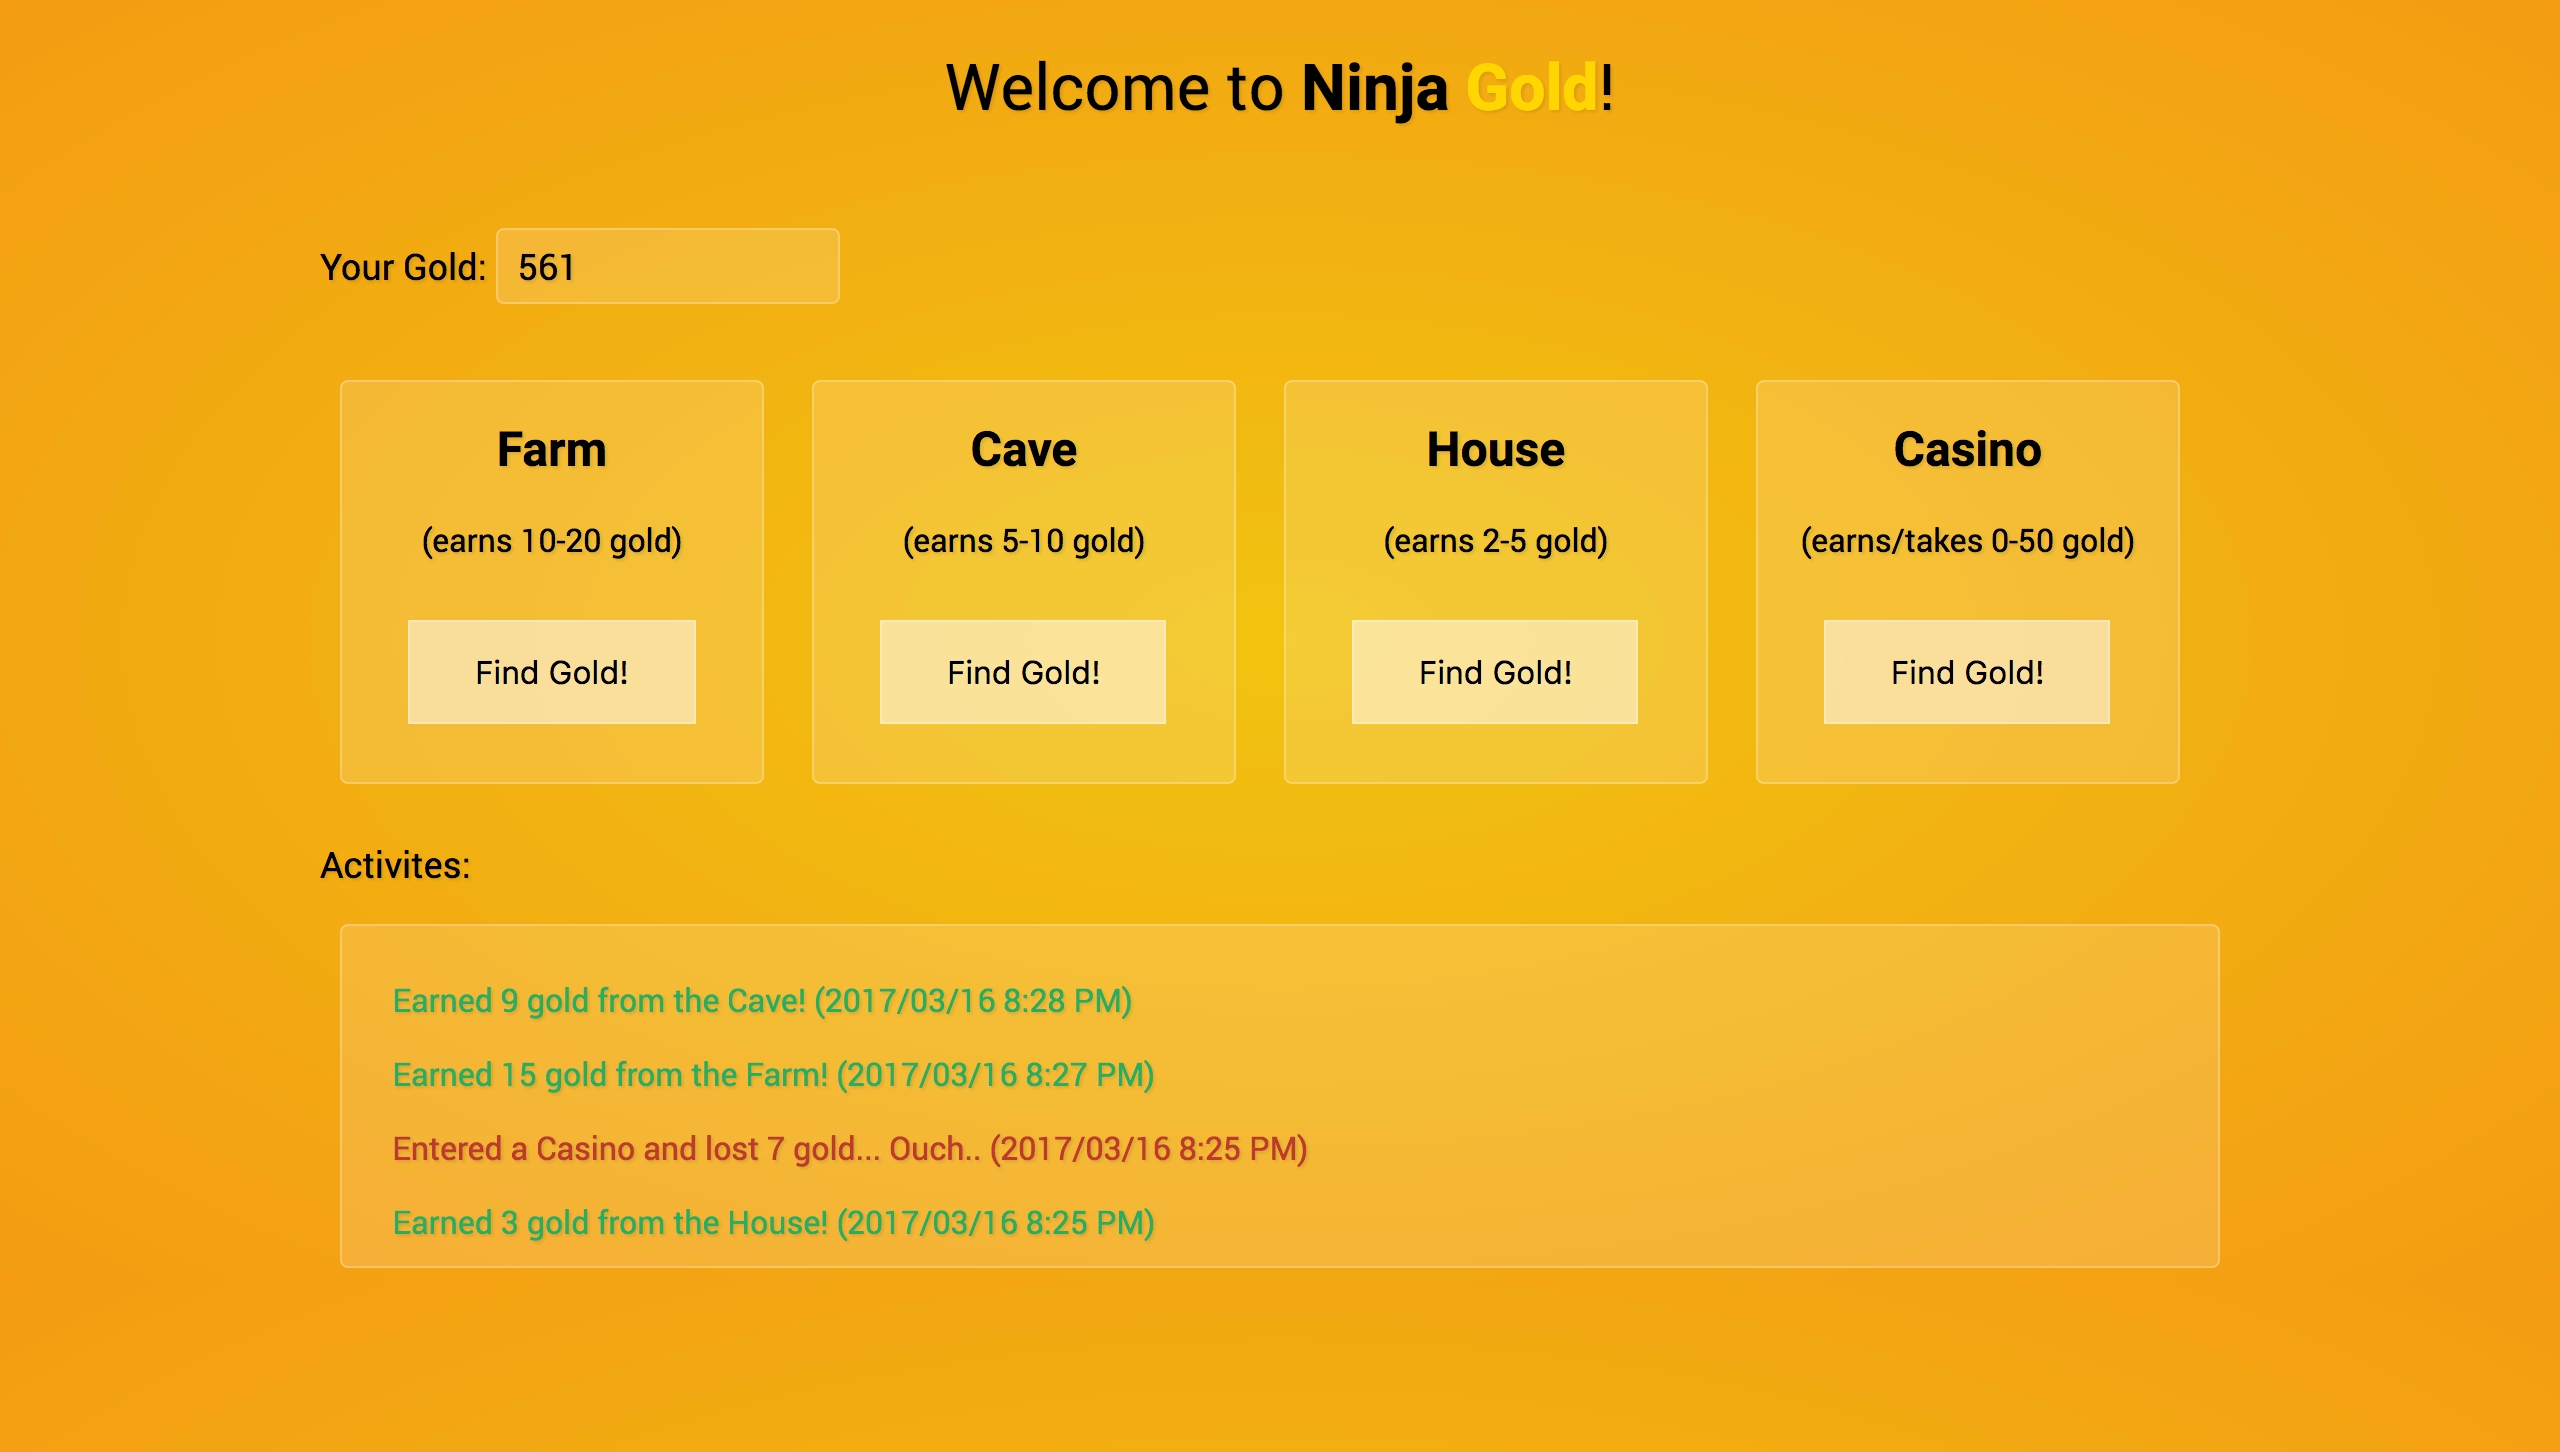 Welcome to Ninja Gold!
Your Gold: 561
Farm
(earns 10-20 gold)
Find Gold!
Cave
(earns 5-10 gold)
Find Gold!
House
(earns 2-5 gold)
Find Gold!
Casino
(earns/takes 0-50 gold)
Find Gold!
Activites:
Earned 9 gold from the Cave! (2017/03/16 8:28 PM)
Earned 15 gold from the Farm! (2017/03/16 8:27 PM)
Entered a Casino and lost 7 gold... Ouch.. (2017/03/16 8:25 PM)
Earned 3 gold from the House! (2017/03/16 8:25 PM)